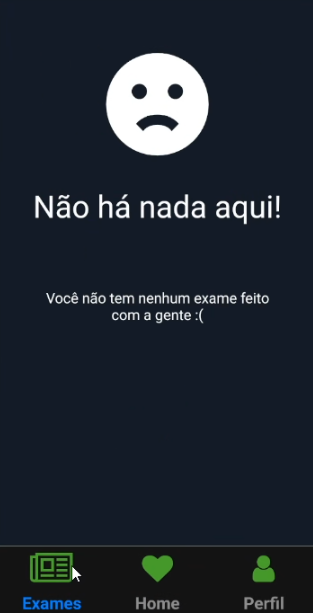 Não há nada aqui!
Você não tem nenhum exame feito
com a gente :(
Exames Home Perfil